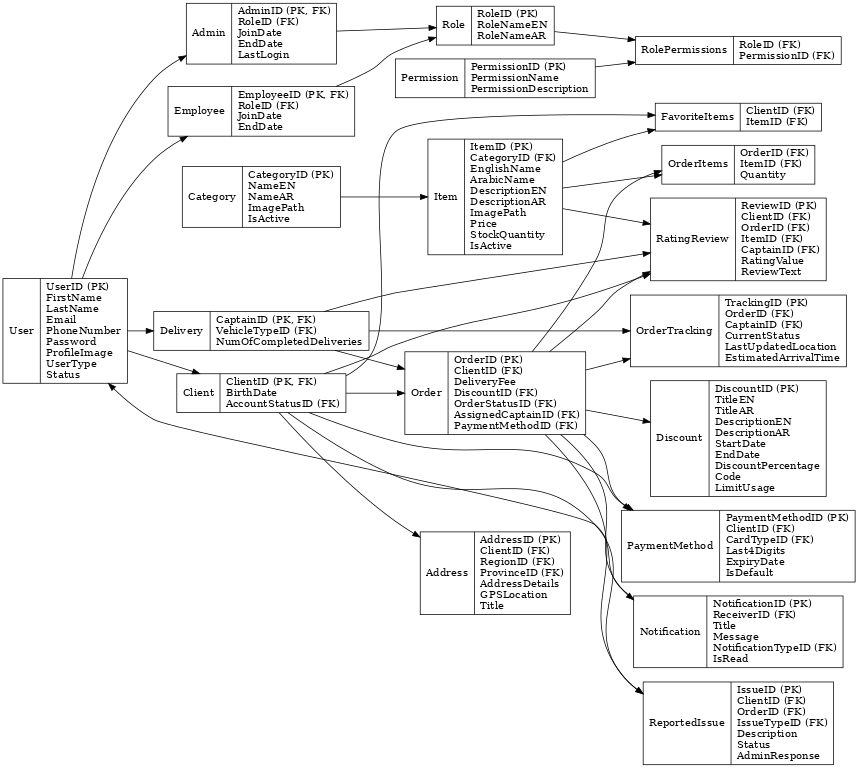 User
UserID (PK)
FirstName
LastName
Email
PhoneNumber
Password
ProfileImage
UserType
Status
Admin
AdminID (PK, FK)
RoleID (FK)
JoinDate
EndDate
LastLogin
Employee
EmployeeID (PK, FK)
RoleID (FK)
JoinDate
EndDate
Category
CategoryID (PK)
NameEN
NameAR
ImagePath
IsActive
Delivery
CaptainID (PK, FK)
VehicleTypeID (FK)
NumOfCompletedDeliveries
Client
ClientID (PK, FK)
BirthDate
AccountStatusID (FK)
Role
RoleID (PK)
RoleNameEN
RoleNameAR
Permission
PermissionID (PK)
PermissionName
PermissionDescription
Item
ItemID (PK)
CategoryID (FK)
EnglishName
ArabicName
DescriptionEN
DescriptionAR
ImagePath
Price
StockQuantity
IsActive
Order
OrderID (PK)
ClientID (FK)
DeliveryFee
DiscountID (FK)
OrderStatusID (FK)
AssignedCaptainID (FK)
PaymentMethodID (FK)
Address
AddressID (PK)
ClientID (FK)
RegionID (FK)
ProvinceID (FK)
AddressDetails
GPSLocation
Title
RolePermissions
RoleID (FK)
PermissionID (FK)
FavoriteItems
ClientID (FK)
ItemID (FK)
OrderItems
OrderID (FK)
ItemID (FK)
Quantity
RatingReview
ReviewID (PK)
ClientID (FK)
OrderID (FK)
ItemID (FK)
CaptainID (FK)
RatingValue
ReviewText
OrderTracking
TrackingID (PK)
OrderID (FK)
CaptainID (FK)
CurrentStatus
LastUpdatedLocation
EstimatedArrivalTime
Discount
DiscountID (PK)
TitleEN
TitleAR
DescriptionEN
DescriptionAR
StartDate
EndDate
DiscountPercentage
Code
LimitUsage
PaymentMethod
PaymentMethodID (PK)
ClientID (FK)
CardTypeID (FK)
Last4Digits
ExpiryDate
IsDefault
Notification
NotificationID (PK)
ReceiverID (FK)
Title
Message
NotificationTypeID (FK)
IsRead
ReportedIssue
IssueID (PK)
ClientID (FK)
OrderID (FK)
IssueTypeID (FK)
Description
Status
AdminResponse